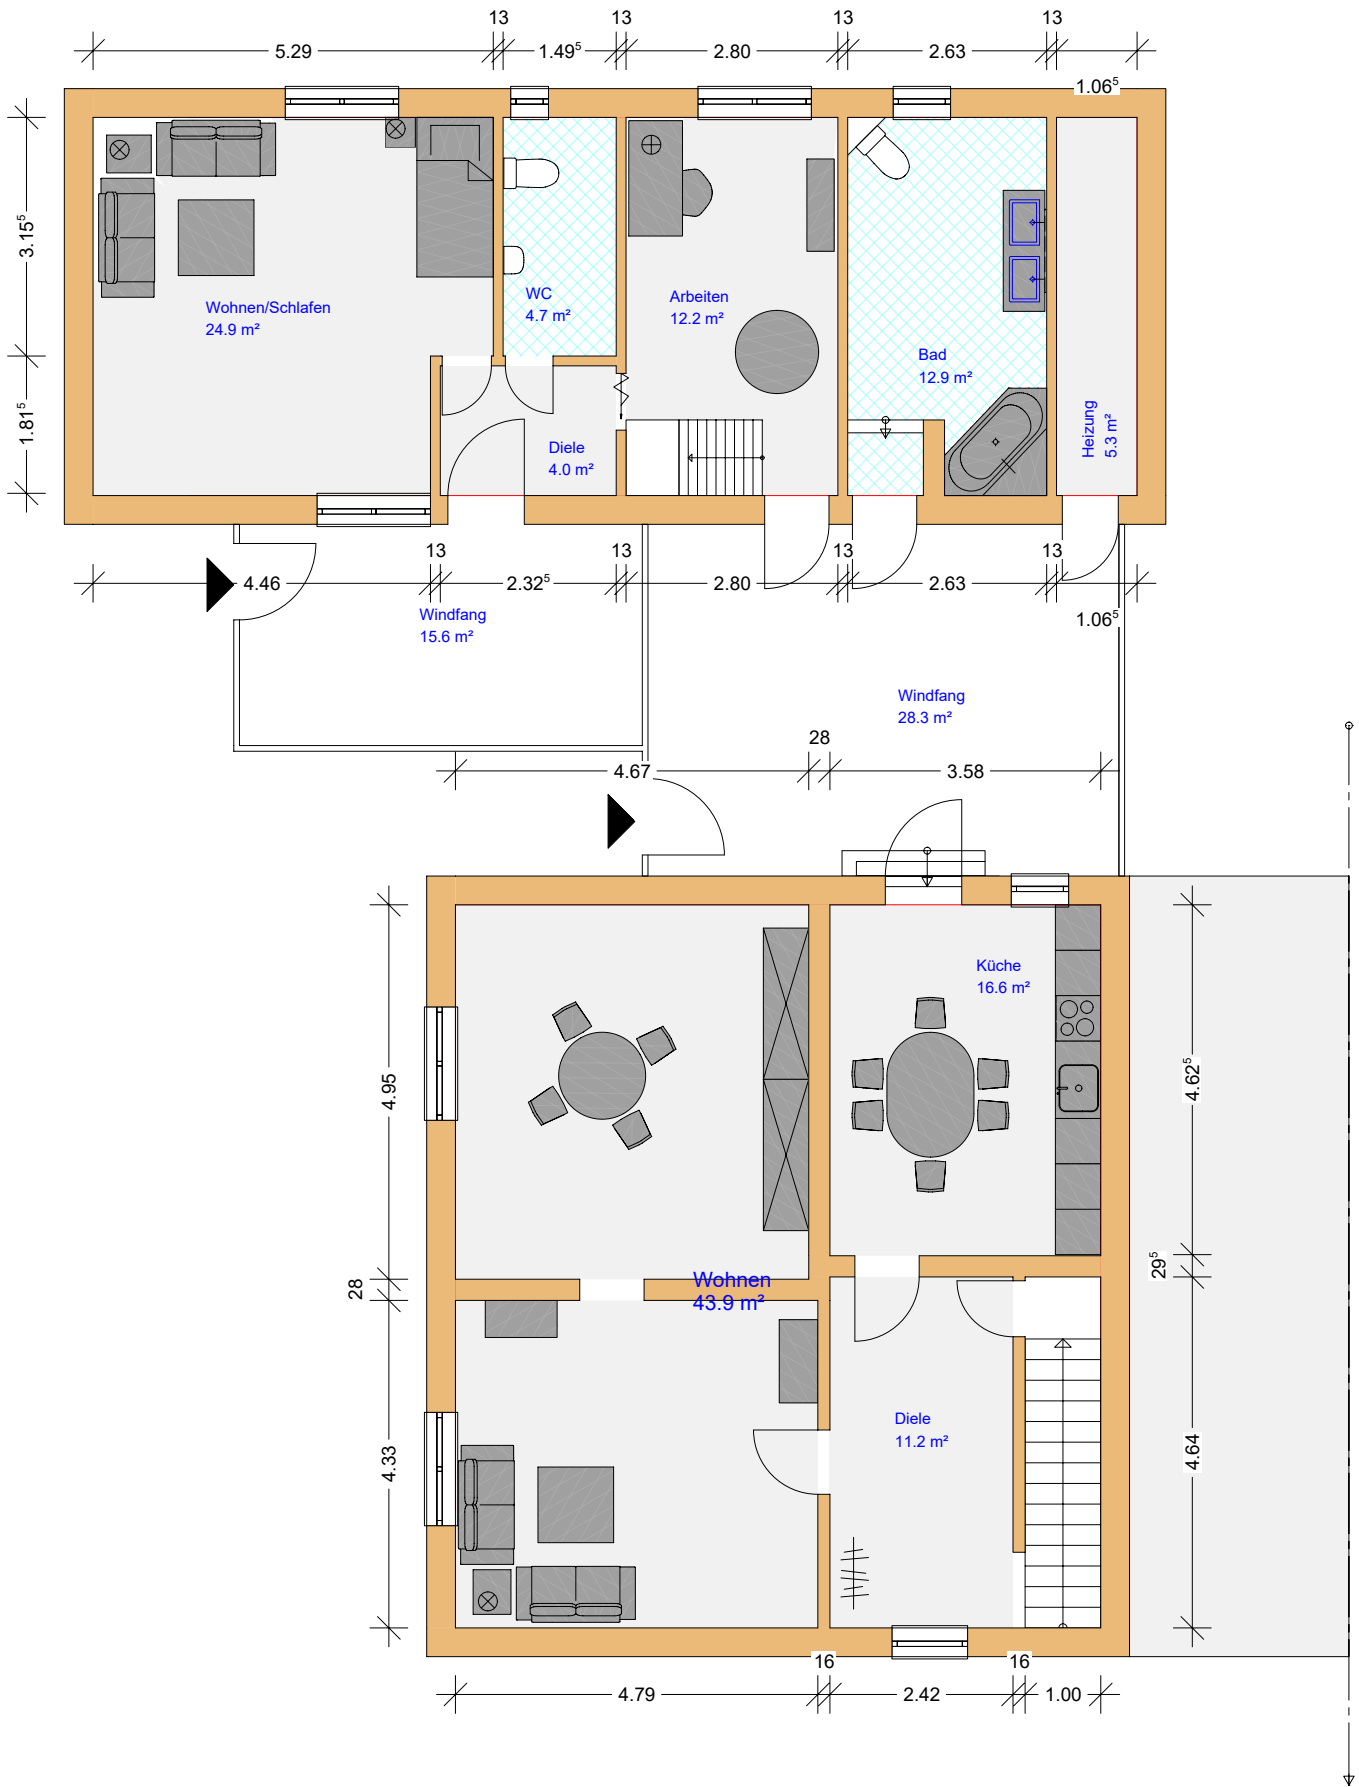 13 13 13 13
5.29 1.49⁵ 2.80 2.63
1.06⁵
3.15⁵
WC
4.7 m²
Arbeiten
12.2 m²
Wohnen/Schlafen
24.9 m²
Bad
12.9 m²
1.81⁵
Heizung
5.3 m²
Diele
4.0 m²
13 13 13 13
4.46 2.32⁵ 2.80 2.63
1.06⁵
Windfang
15.6 m²
Windfang
28.3 m²
28
4.67 3.58
Küche
16.6 m²
4.95
4.62⁵
28
29⁵
Wohnen
43.9 m²
Diele
11.2 m²
4.33
4.64
16 16
4.79 2.42 1.00